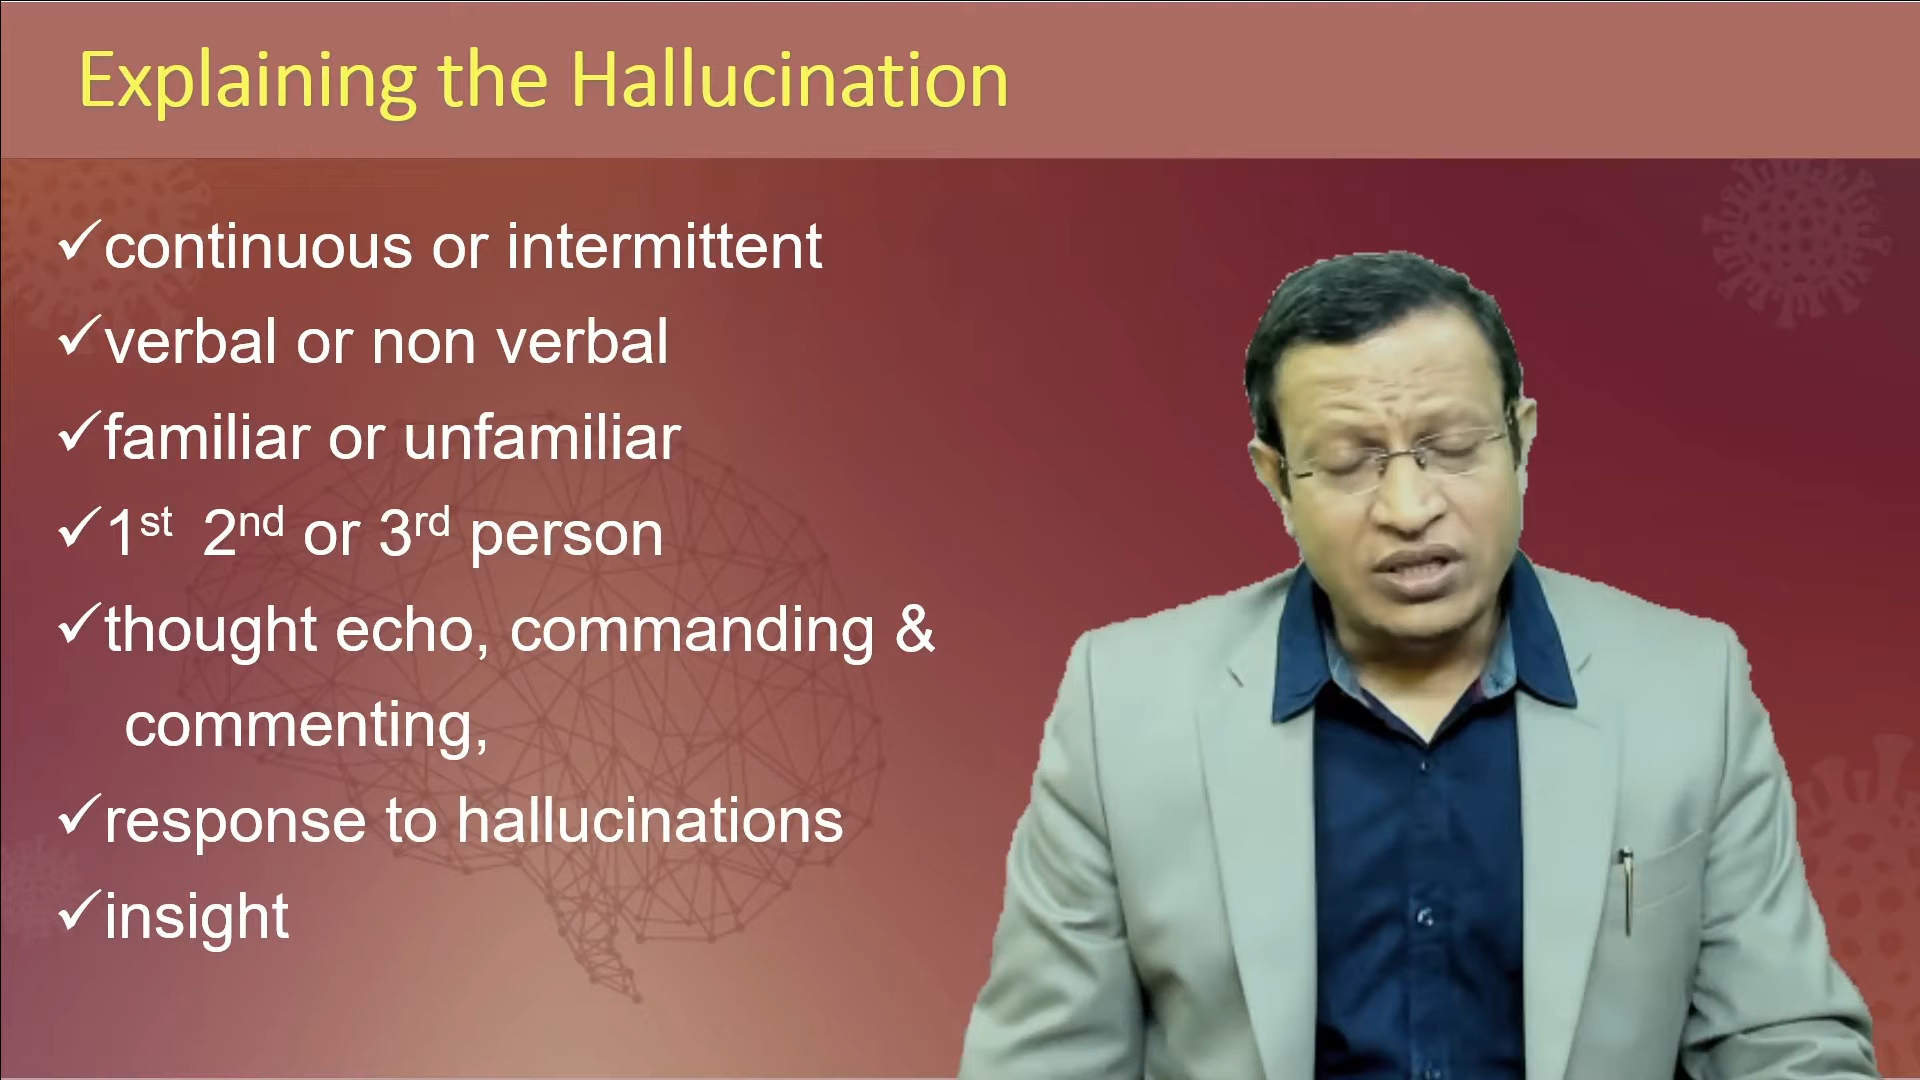 Explaining the Hallucination
✓continuous or intermittent
✓verbal or non verbal
✓familiar or unfamiliar
✓1st 2nd or 3rd person
✓thought echo, commanding &
commenting,
✓response to hallucinations
✓insight